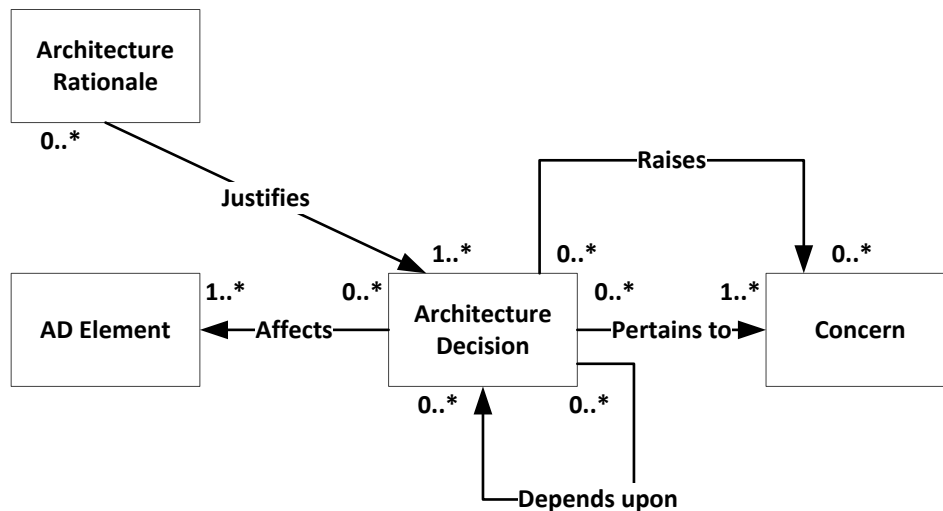 Architecture
Rationale
0..*
Raises
Justifies
1..*
0..*
0..*
1..*
0..*
0..*
1..*
AD Element
Affects
Architecture
Decision
Pertains to
Concern
0..*
0..*
Depends upon